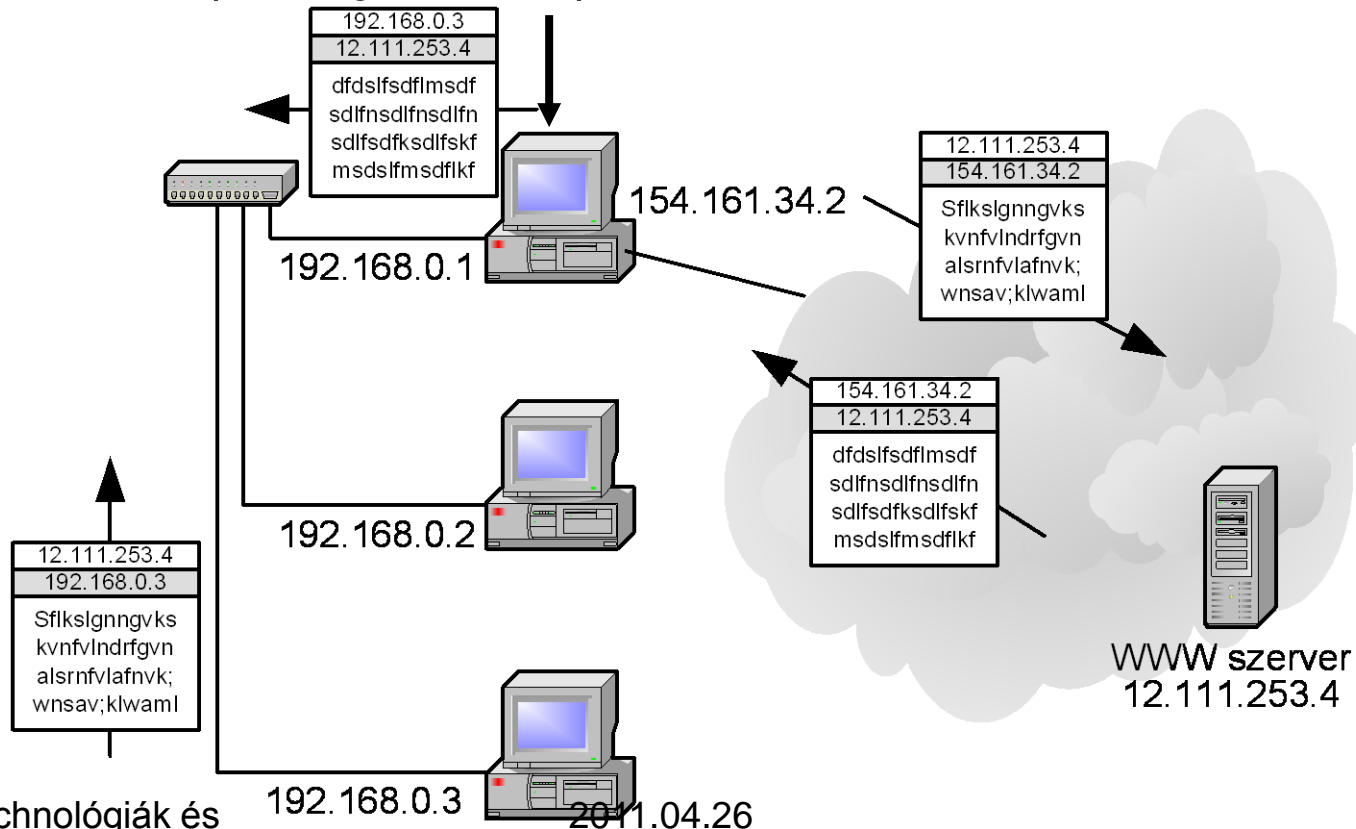 192.168.0.3
12.111.253.4
dfdslfsdflmsdf
sdlfnsdlfnsdlfn
sdlfsdfksdlfskf
msdslfmsdflkf
12.111.253.4
154.161.34.2
Sflkslgnngvks
kvnfvlndrfgvn
alsrnfvlafnvk;
wnsav;klwaml
154.161.34.2
192.168.0.1
154.161.34.2
12.111.253.4
dfdslfsdflmsdf
sdlfnsdlfnsdlfn
sdlfsdfksdlfskf
msdslfmsdflkf
192.168.0.2
12.111.253.4
192.168.0.3
Sflkslgnngvks
kvnfvlndrfgvn
alsrnfvlafnvk;
wnsav;klwaml
WWW szerver
12.111.253.4
192.168.0.3
chnológiák és
2011.04.26